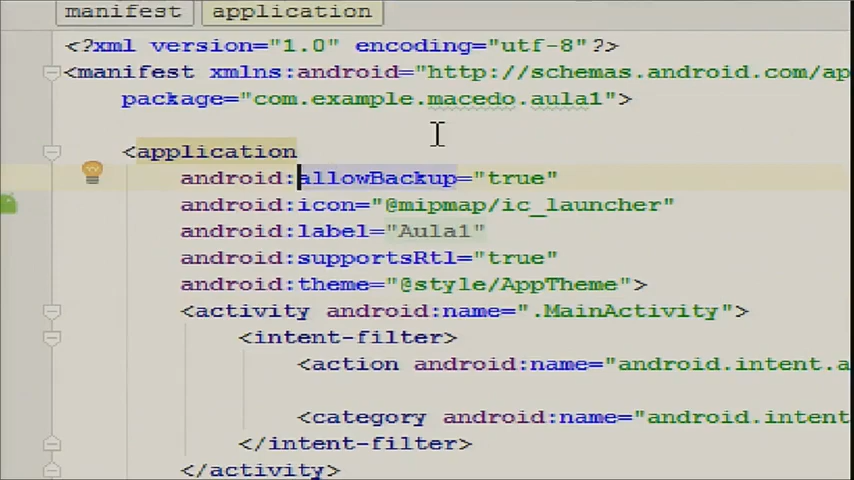 manifest application
<?xml version="1.0" encoding="utf-8"?>
<manifest xmlns:android="http://schemas.android.com/ap
package="com.example.macedo.aula1">
<application
android:allowBackup="true"
android:icon="@mipmap/ic_launcher"
android:label="Aula1"
android:supportsRtl="true"
android:theme="@style/AppTheme">
<activity android:name=".MainActivity">
<intent-filter>
<action android:name="android.intent.a
<category android:name="android.intent
</intent-filter>
</activity>